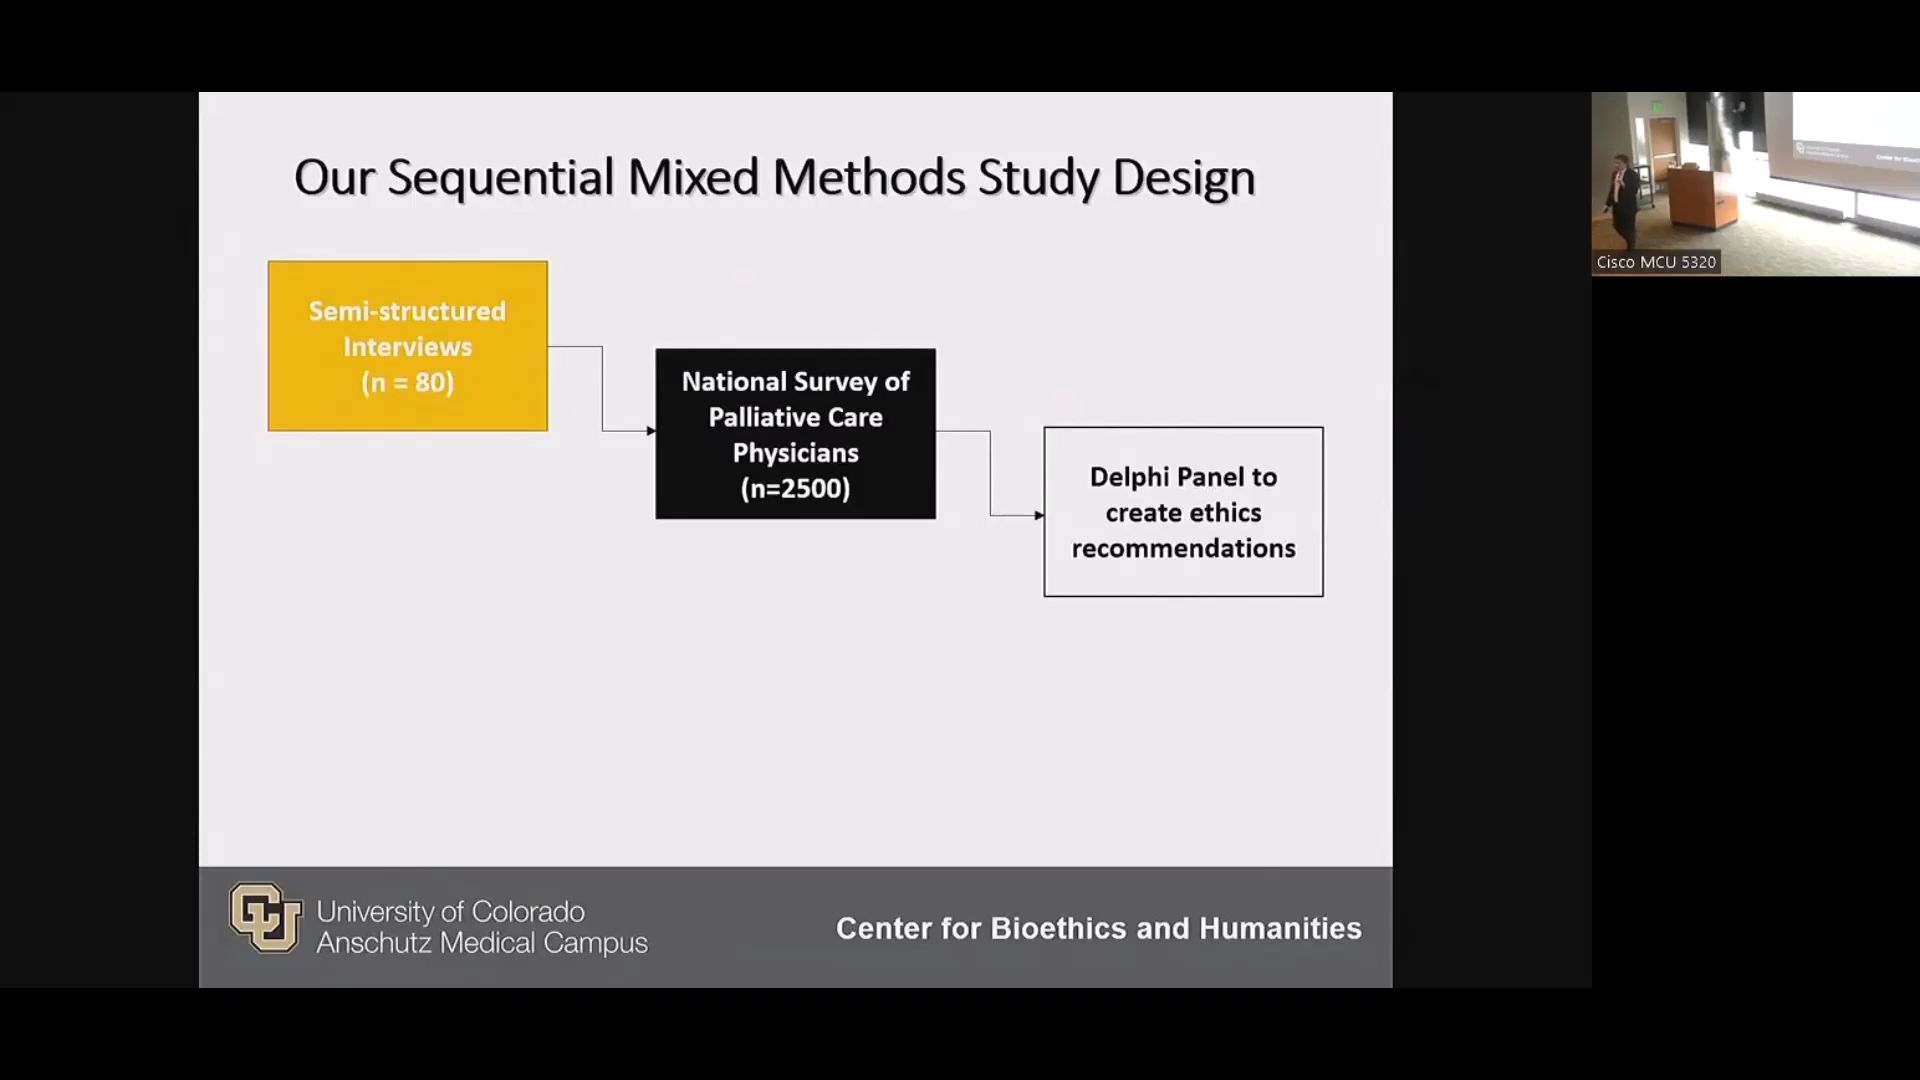 Our Sequential Mixed Methods Study Design
Semi-structured
Interviews
(n = 80)
National Survey of
Palliative Care
Physicians
(n=2500)
Delphi Panel to
create ethics
recommendations
University of Colorado
Anschutz Medical Campus
Center for Bioethics and Humanities
Cisco MCU 5320